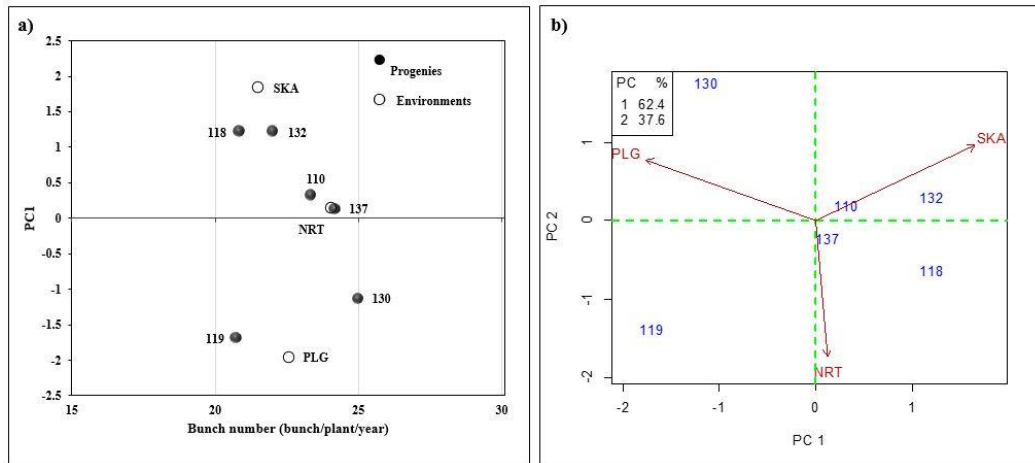 a)
2.5
2
1.5
1
0.5
0
-0.5
-1
-1.5
-2
-2.5
PC1
Progenies
Environments
SKA
118
132
110
137
NRT
130
119
PLG
15
20
25
30
Bunch number (bunch/plant/year)
b)
PC %
1 62.4
2 37.6
130
PLG
SKA
110
132
137
118
119
NRT
1
0
-1
-2
PC 2
-2
-1
0
1
PC 1